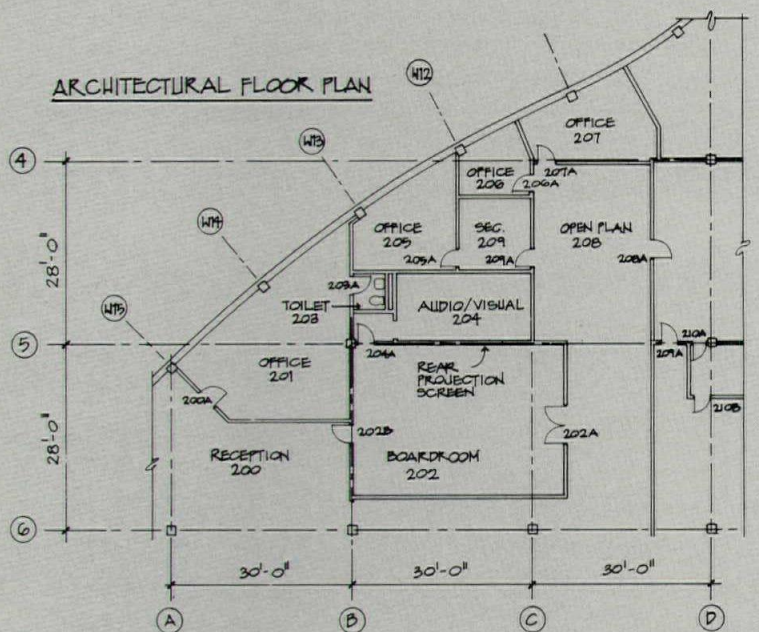 ARCHITECTURAL FLOOR PLAN
W12
W13
W14
W15
4
5
6
28'-0"
28'-0"
OFFICE
207
207A
OFFICE
206
206A
OFFICE
205
205A
SEC.
209
209A
OPEN PLAN
208
208A
203A
TOILET
203
AUDIO/VISUAL
204
204A
REAR
PROJECTION
SCREEN
209A
210A
210B
OFFICE
201
200A
202B
202A
RECEPTION
200
BOARDROOM
202
30'-0"
30'-0"
30'-0"
A
B
C
D